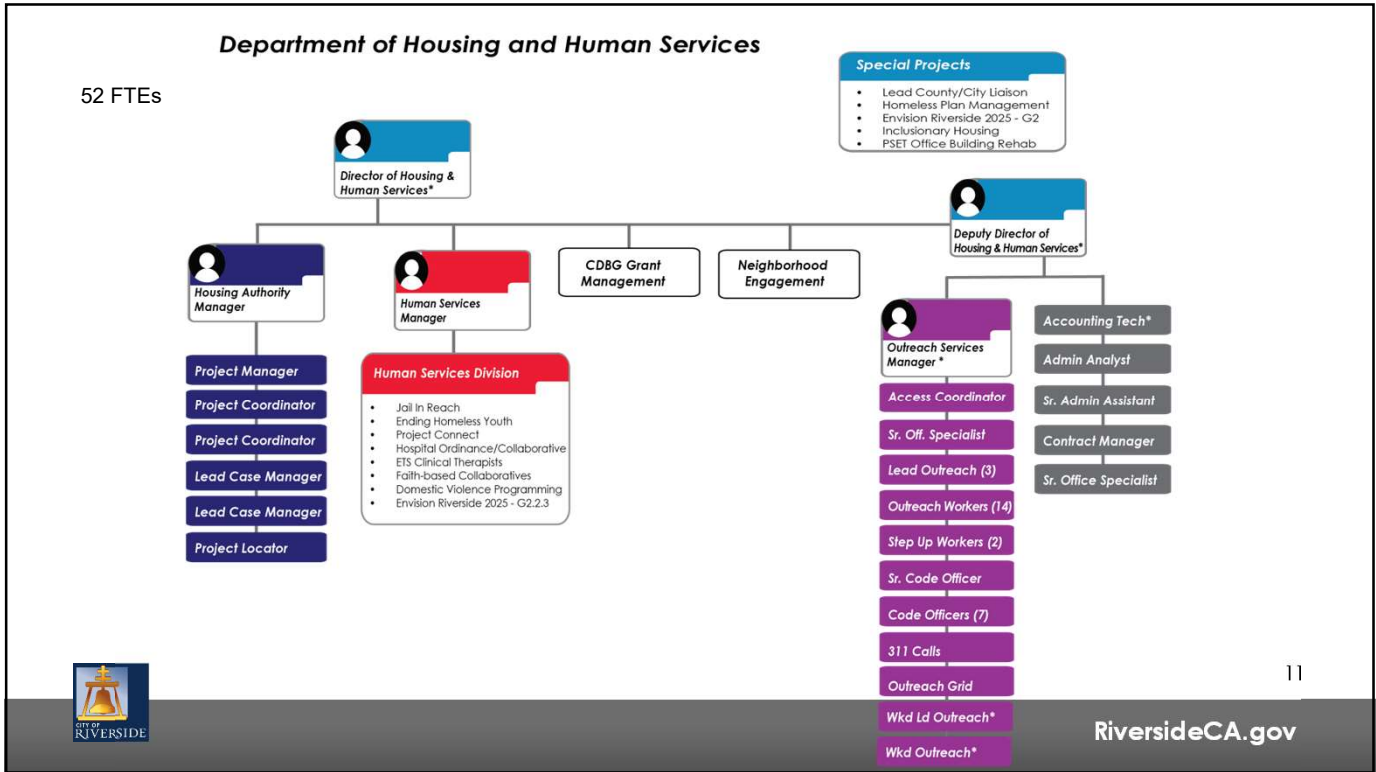 Department of Housing and Human Services
52 FTEs
Special Projects
• Lead County/City Liaison
• Homeless Plan Management
• Envision Riverside 2025 - G2
• Inclusionary Housing
• PSET Office Building Rehab
Director of Housing &
Human Services*
Deputy Director of
Housing & Human Services*
Housing Authority
Manager
Human Services
Manager
CDBG Grant
Management
Neighborhood
Engagement
Project Manager
Project Coordinator
Project Coordinator
Lead Case Manager
Lead Case Manager
Project Locator
Human Services Division
• Jail In Reach
• Ending Homeless Youth
• Project Connect
• Hospital Ordinance/Collaborative
• ETS Clinical Therapists
• Faith-based Collaboratives
• Domestic Violence Programming
• Envision Riverside 2025 - G2.2.3
Outreach Services
Manager *
Access Coordinator
Sr. Off. Specialist
Lead Outreach (3)
Outreach Workers (14)
Step Up Workers (2)
Sr. Code Officer
Code Officers (7)
311 Calls
Outreach Grid
Wkd Ld Outreach*
Wkd Outreach*
Accounting Tech*
Admin Analyst
Sr. Admin Assistant
Contract Manager
Sr. Office Specialist
11
CITY OF
RIVERSIDE
RiversideCA.gov